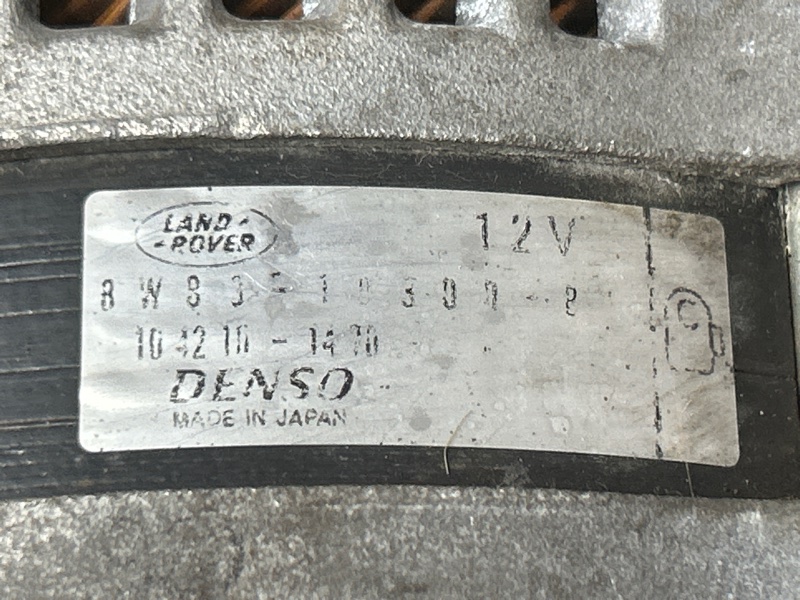 LAND-
-ROVER
12V
8W83-10300-B
104210-1470
DENSO
MADE IN JAPAN